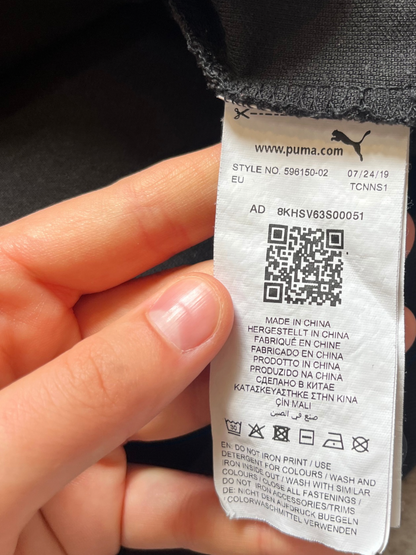 www.puma.com
STYLE NO. 596150-02 07/24/19
EU TCNNS1
AD 8KHSV63S00051
MADE IN CHINA
HERGESTELLT IN CHINA
FABRIQUÉ EN CHINE
FABRICADO EN CHINA
PRODOTTO IN CHINA
PRODUZIDO NA CHINA
СДЕЛАНО В КИТАЕ
ΚΑΤΑΣΚΕΥΑΣΤΗΚΕ ΣΤΗΝ ΚΙΝΑ
ÇİN MALI
صنع في الصين
EN: DO NOT IRON PRINT / USE
DETERGENT FOR COLOURS / WASH AND
IRON INSIDE OUT / WASH WITH SIMILAR
COLOURS / CLOSE ALL FASTENINGS /
DO NOT IRON ACCESSORIES/TRIMS
DE: NICHT DEN AUFDRUCK BUEGELN
/ COLORWASCHMITTEL VERWENDEN